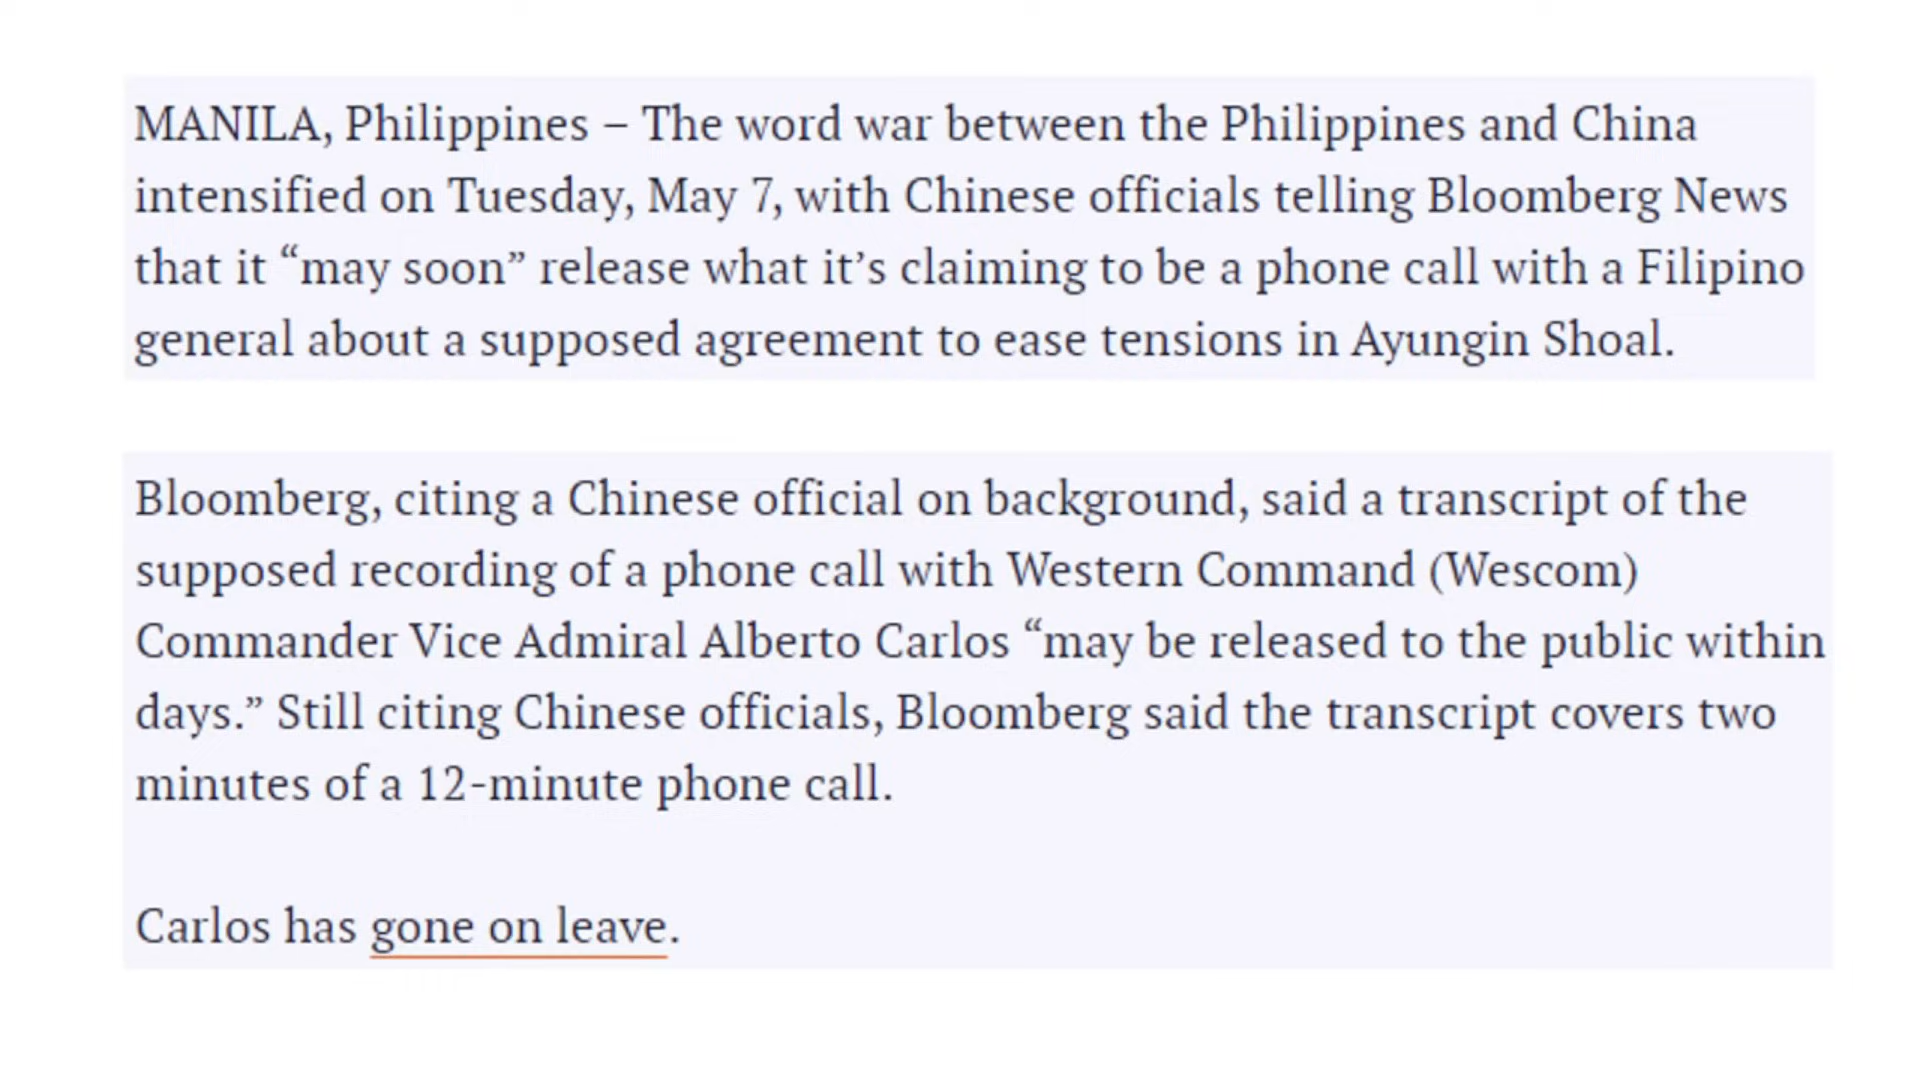 MANILA, Philippines – The word war between the Philippines and China
intensified on Tuesday, May 7, with Chinese officials telling Bloomberg News
that it “may soon” release what it’s claiming to be a phone call with a Filipino
general about a supposed agreement to ease tensions in Ayungin Shoal.
Bloomberg, citing a Chinese official on background, said a transcript of the
supposed recording of a phone call with Western Command (Wescom)
Commander Vice Admiral Alberto Carlos “may be released to the public within
days.” Still citing Chinese officials, Bloomberg said the transcript covers two
minutes of a 12-minute phone call.
Carlos has gone on leave.